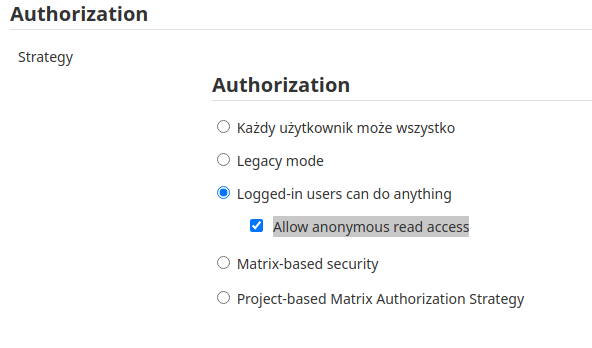 Authorization
Strategy
Authorization
Każdy użytkownik może wszystko
Legacy mode
Logged-in users can do anything
Allow anonymous read access
Matrix-based security
Project-based Matrix Authorization Strategy